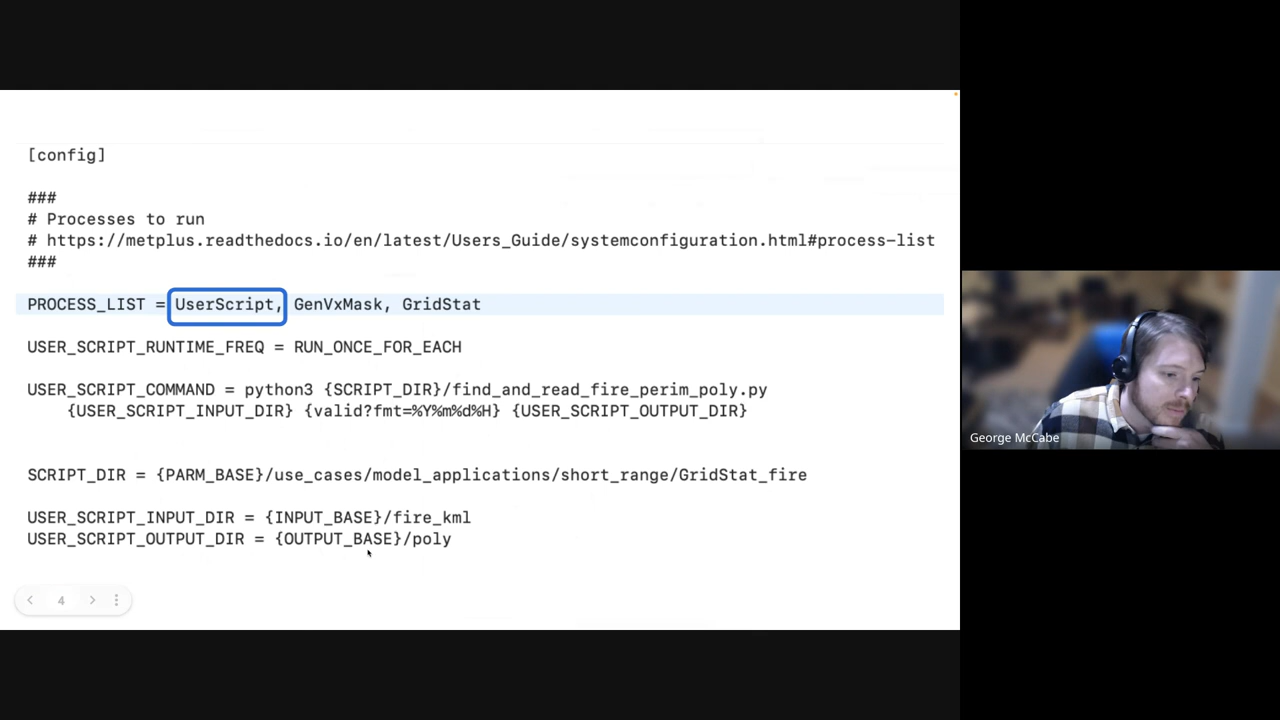 [config]
###
# Processes to run
# https://metplus.readthedocs.io/en/latest/Users_Guide/systemconfiguration.html#process-list
###
PROCESS_LIST = UserScript, GenVxMask, GridStat
USER_SCRIPT_RUNTIME_FREQ = RUN_ONCE_FOR_EACH
USER_SCRIPT_COMMAND = python3 {SCRIPT_DIR}/find_and_read_fire_perim_poly.py
{USER_SCRIPT_INPUT_DIR} {valid?fmt=%Y%m%d%H} {USER_SCRIPT_OUTPUT_DIR}
SCRIPT_DIR = {PARM_BASE}/use_cases/model_applications/short_range/GridStat_fire
USER_SCRIPT_INPUT_DIR = {INPUT_BASE}/fire_kml
USER_SCRIPT_OUTPUT_DIR = {OUTPUT_BASE}/poly
4
George McCabe